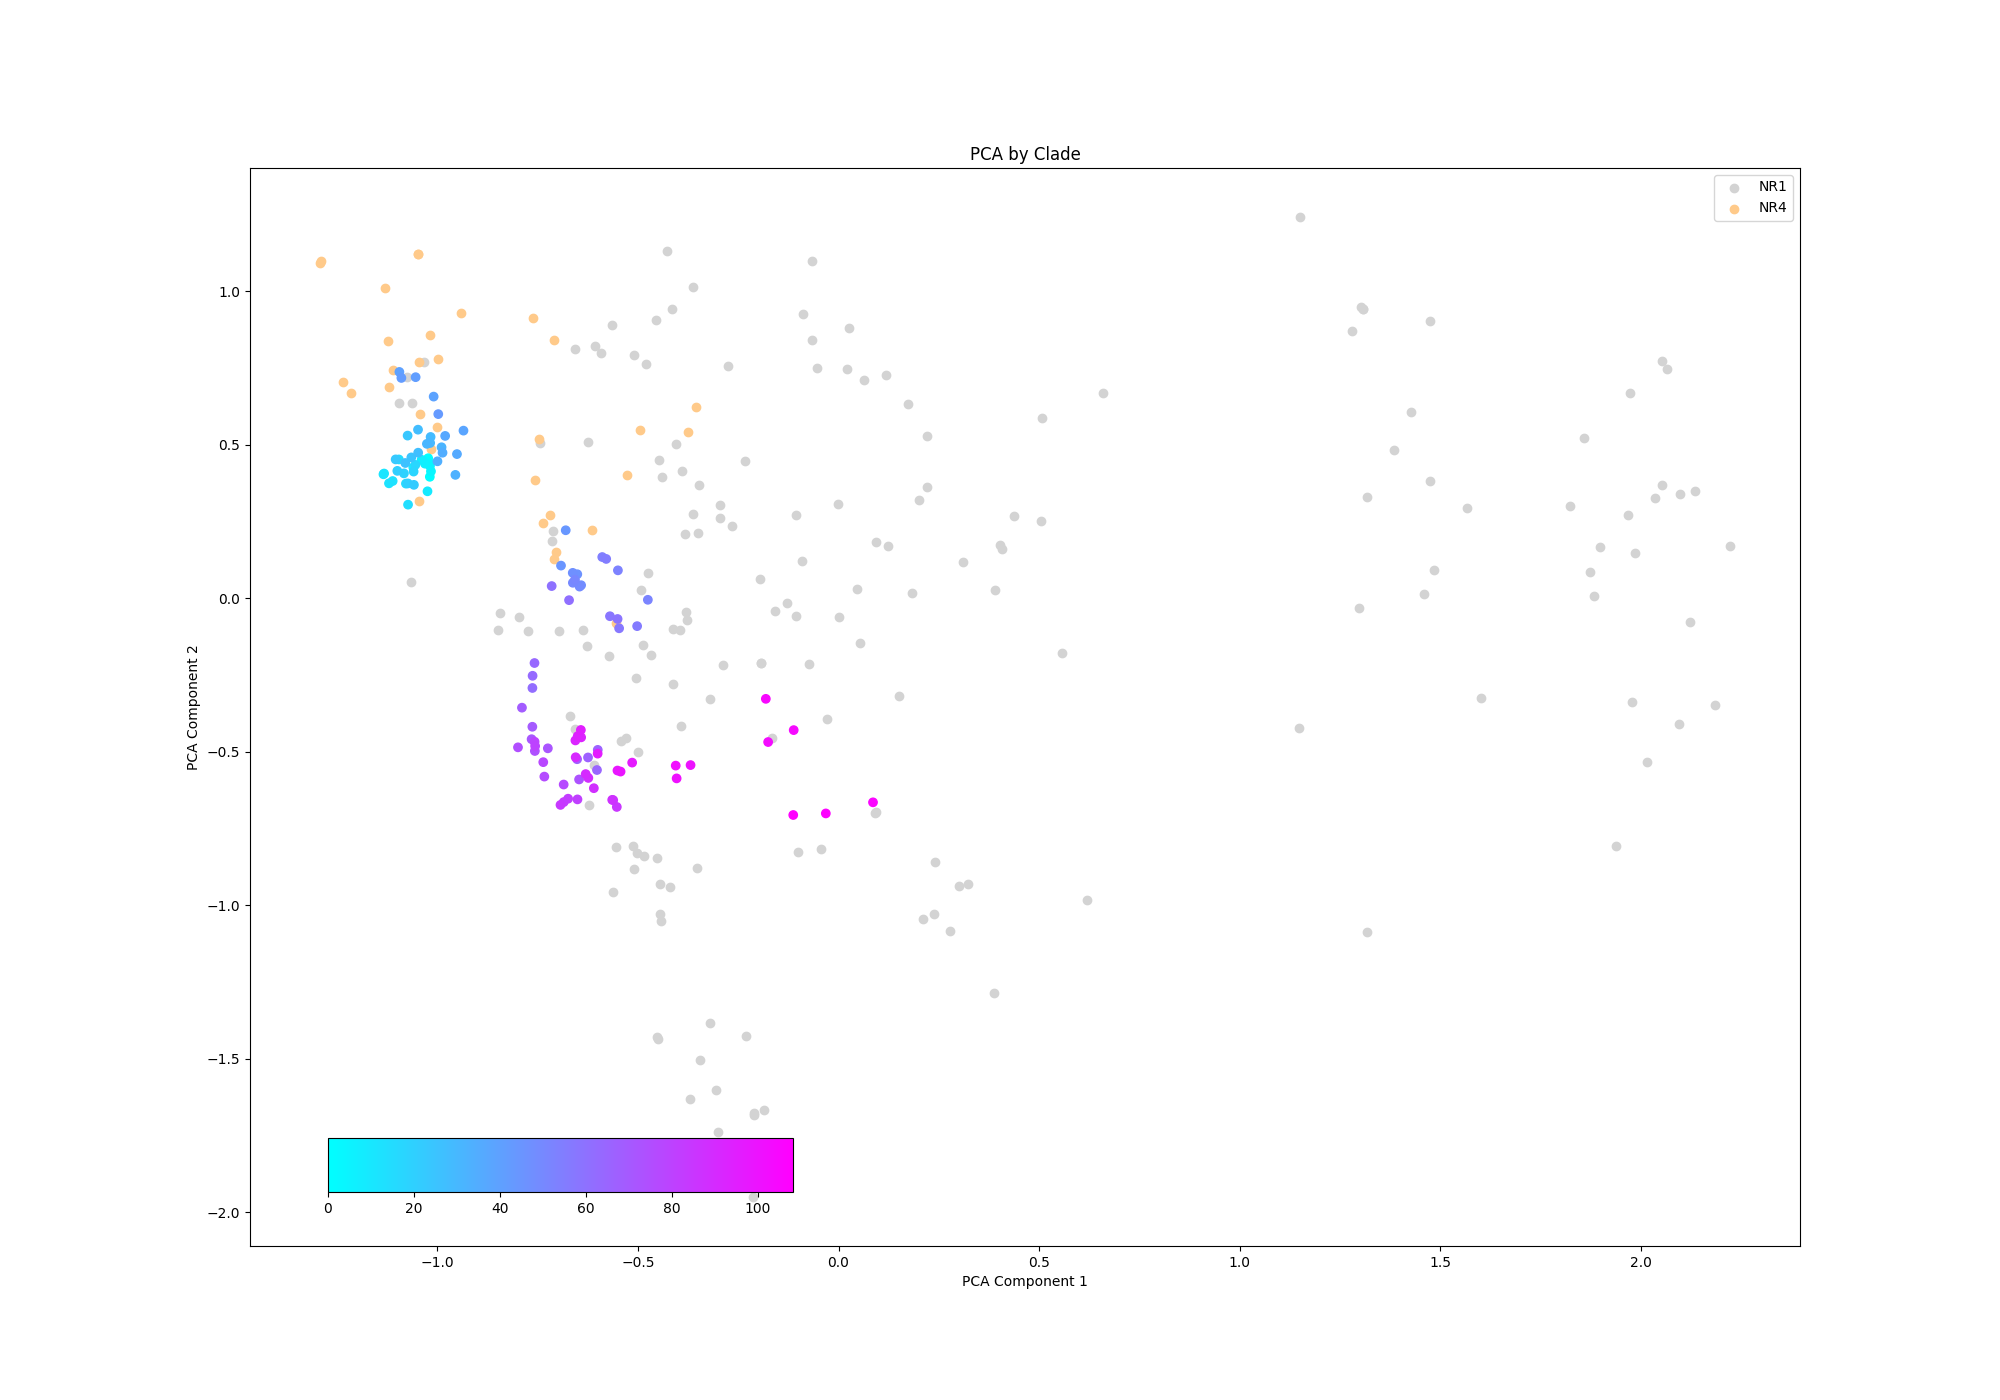 PCA by Clade
NR1
NR4
1.0
0.5
0.0
−0.5
−1.0
−1.5
−2.0
PCA Component 2
0 20 40 60 80 100
−1.0 −0.5 0.0 0.5 1.0 1.5 2.0
PCA Component 1